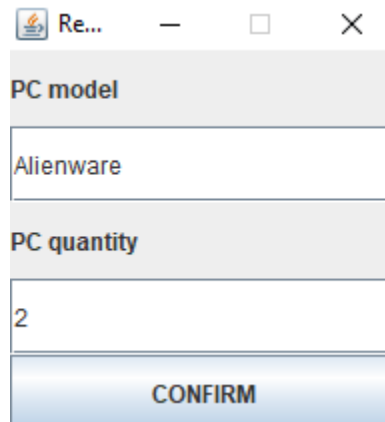 Re...
PC model
Alienware
PC quantity
2
CONFIRM